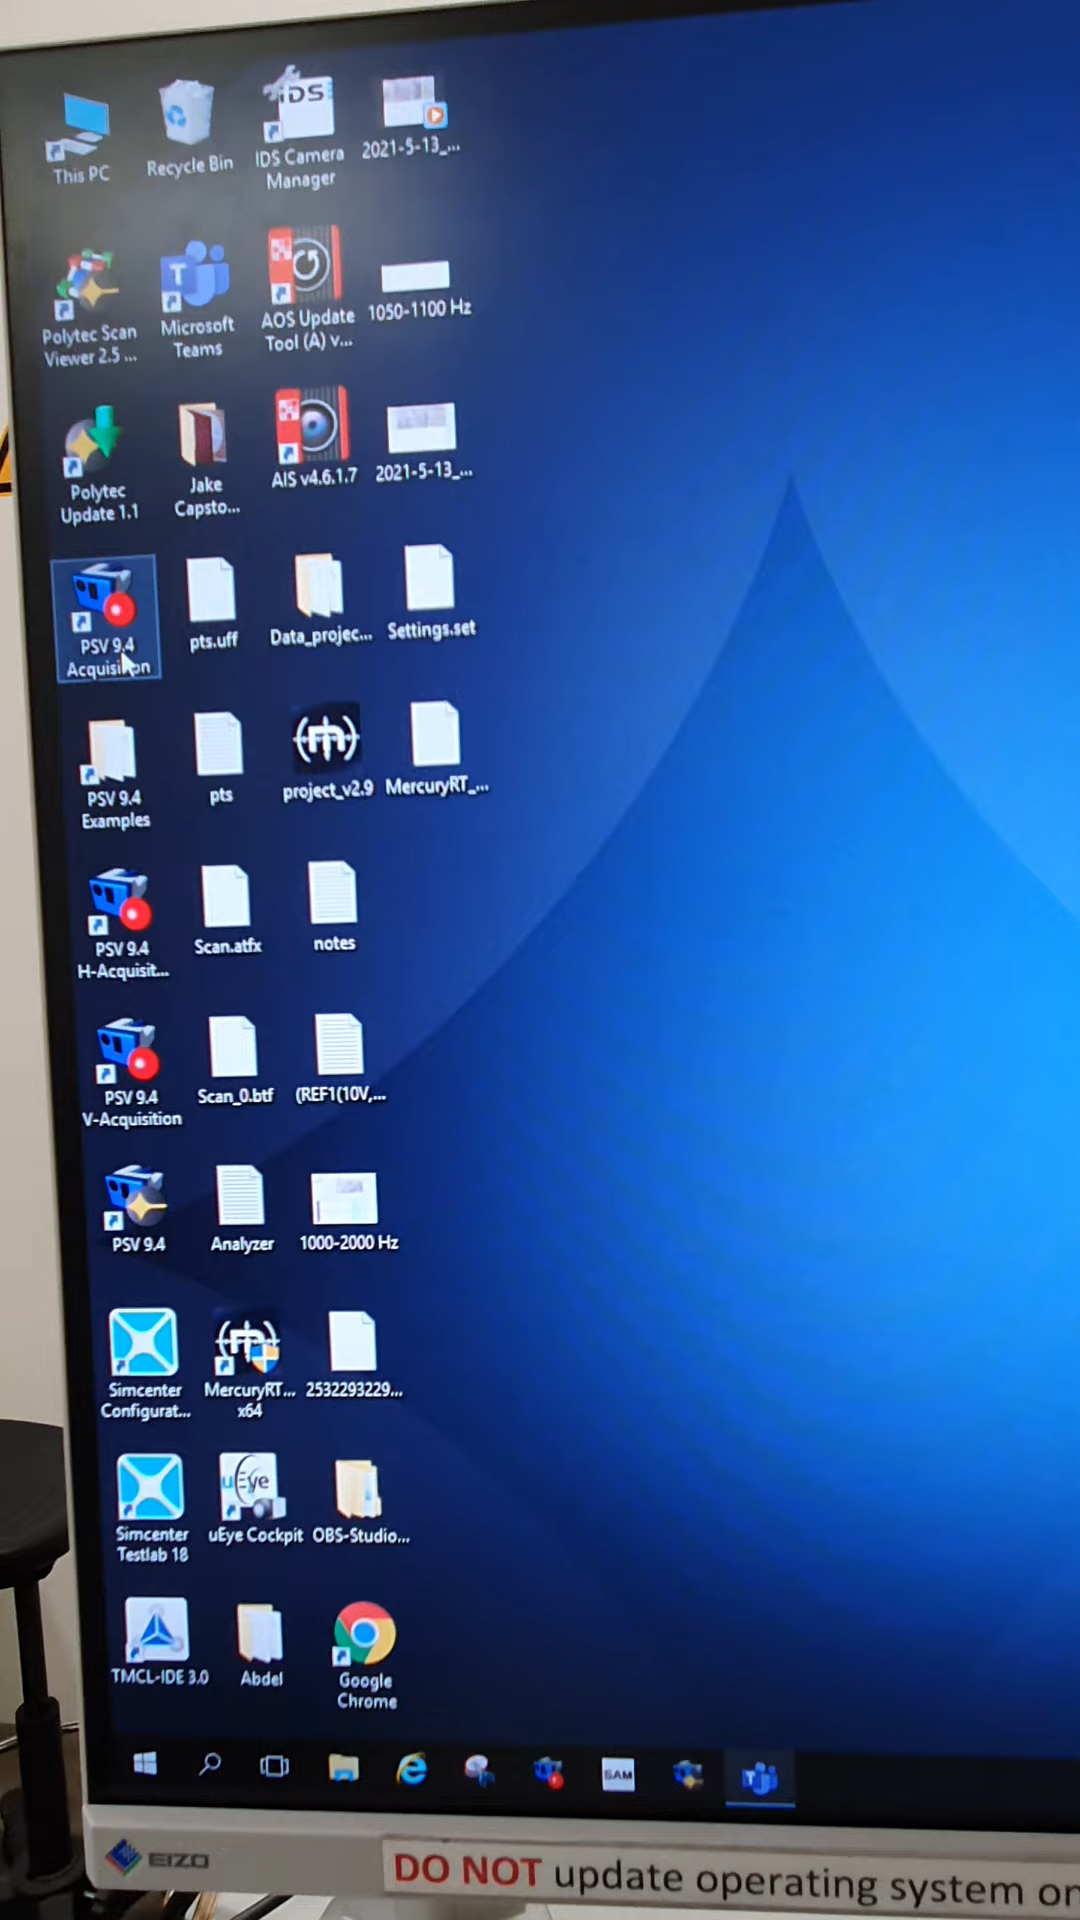 This PC
Recycle Bin
iDS
IDS Camera
Manager
2021-5-13_...
Polytec Scan
Viewer 2.5 ...
T
Microsoft
Teams
AOS Update
Tool (A) v...
1050-1100 Hz
Polytec
Update 1.1
Jake
Capsto...
AIS v4.6.1.7
2021-5-13_...
PSV 9.4
Acquisition
pts.uff
Data_projec...
Settings.set
PSV 9.4
Examples
pts
project_v2.9
MercuryRT_...
PSV 9.4
H-Acquisit...
Scan.atfx
notes
PSV 9.4
V-Acquisition
Scan_0.btf
(REF1(10V,...
PSV 9.4
Analyzer
1000-2000 Hz
Simcenter
Configurat...
MercuryRT...
x64
2532293229...
Simcenter
Testlab 18
uEye
uEye Cockpit
OBS-Studio...
TMCL-IDE 3.0
Abdel
Google
Chrome
SAM
T
EIZO
DO NOT update operating system on